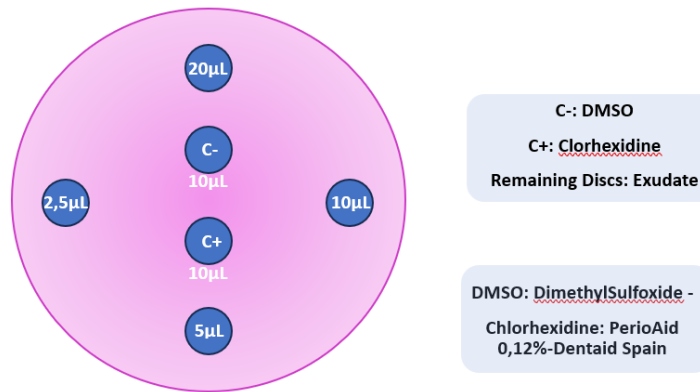 20µL
C-
10µL
2,5µL
10µL
C+
10µL
5µL
C-: DMSO
C+: Clorhexidine
Remaining Discs: Exudate
DMSO: DimethylSulfoxide -
Chlorhexidine: PerioAid
0,12%-Dentaid Spain